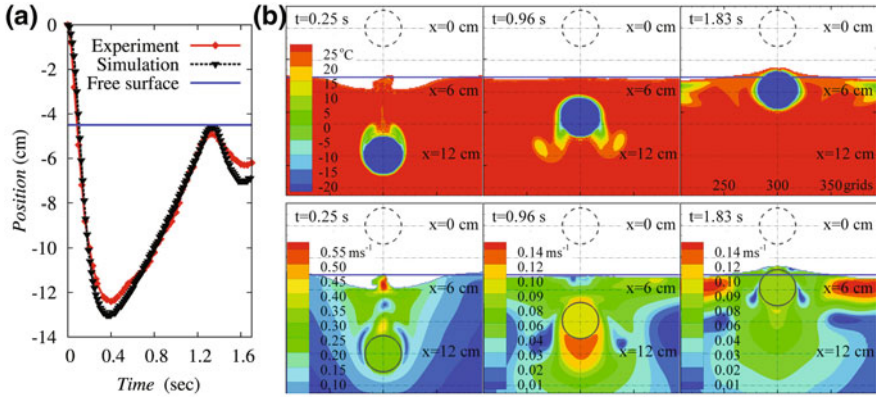 (a)
0
-2
-4
-6
-8
-10
-12
-14
Position (cm)
Experiment
Simulation
Free surface
0 0.4 0.8 1.2 1.6
Time (sec)
(b)
t=0.25 s
x=0 cm
25 °C
20
15
10
5
0
-5
-10
-15
-20
x=6 cm
x=12 cm
t=0.96 s
x=0 cm
x=6 cm
x=12 cm
t=1.83 s
x=0 cm
x=6 cm
x=12 cm
250 300 350 grids
t=0.25 s
x=0 cm
0.55 ms⁻¹
0.50
0.45
0.40
0.35
0.30
0.25
0.20
0.15
0,10
x=6 cm
x=12 cm
t=0.96 s
x=0 cm
0.14 ms⁻¹
0.12
0.10
0.09
0.08
0.06
0.04
0.03
0.02
0,01
x=6 cm
x=12 cm
t=1.83 s
x=0 cm
0.14 ms⁻¹
0.12
0.10
0.09
0.08
0.06
0.04
0.03
0.02
0,01
x=6 cm
x=12 cm